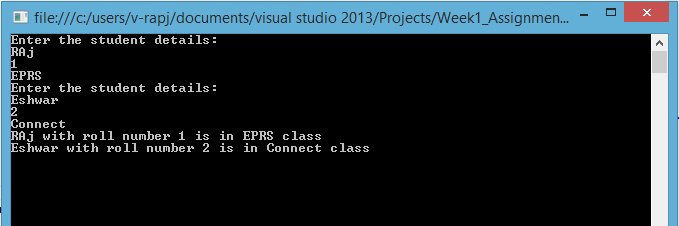 file:///c:/users/v-rapj/documents/visual studio 2013/Projects/Week1_Assignmen...
Enter the student details:
RAj
1
EPRS
Enter the student details:
Eshwar
2
Connect
RAj with roll number 1 is in EPRS class
Eshwar with roll number 2 is in Connect class